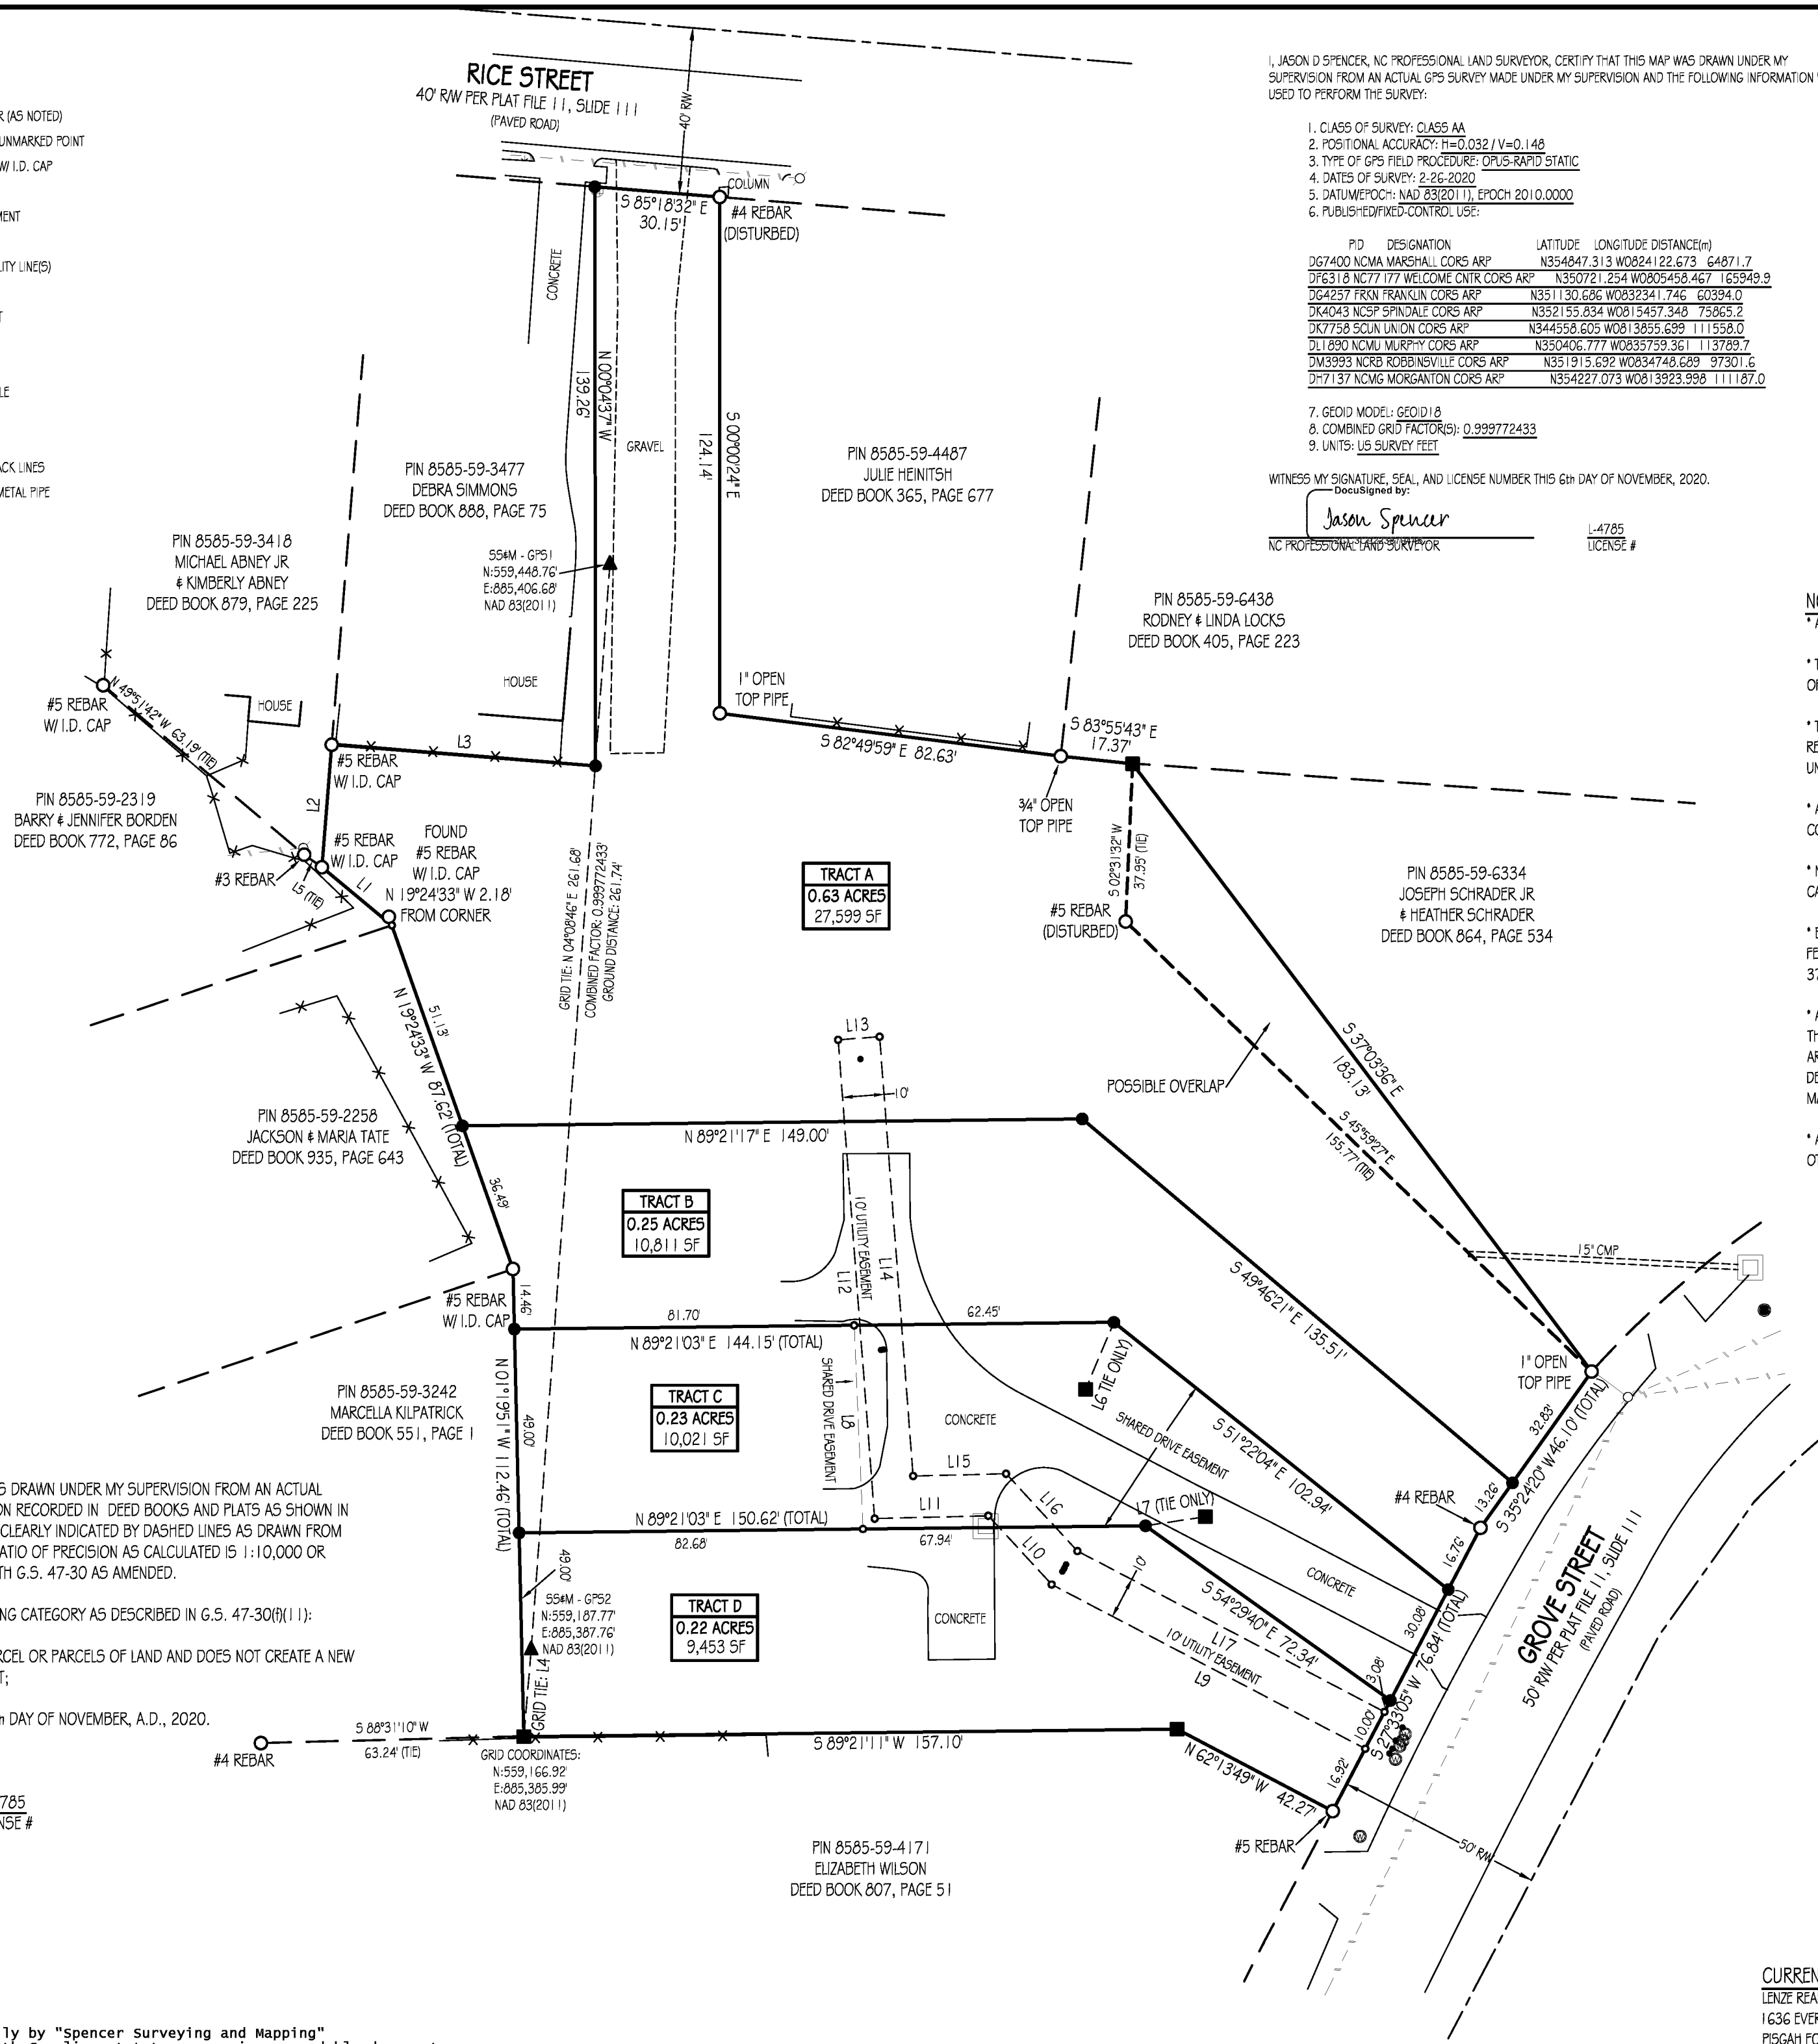 RICE STREET
40' R/W PER PLAT FILE 11, SLIDE 111
(PAVED ROAD)
40' R/W
I, JASON D SPENCER, NC PROFESSIONAL LAND SURVEYOR, CERTIFY THAT THIS MAP WAS DRAWN UNDER MY
SUPERVISION FROM AN ACTUAL GPS SURVEY MADE UNDER MY SUPERVISION AND THE FOLLOWING INFORMATION
USED TO PERFORM THE SURVEY:
1. CLASS OF SURVEY: CLASS AA
2. POSITIONAL ACCURACY: H=0.032 / V=0.148
3. TYPE OF GPS FIELD PROCEDURE: OPUS-RAPID STATIC
4. DATES OF SURVEY: 2-26-2020
5. DATUM/EPOCH: NAD 83(2011), EPOCH 2010.0000
6. PUBLISHED/FIXED-CONTROL USE:
PID DESIGNATION LATITUDE LONGITUDE DISTANCE(m)
DG7400 NCMA MARSHALL CORS ARP N354847.313 W0824122.673 64871.7
DF6318 NC77 I77 WELCOME CNTR CORS ARP N350721.254 W0805458.467 165949.9
DG4257 FRKN FRANKLIN CORS ARP N351130.686 W0832341.746 60394.0
DK4043 NCSP SPINDALE CORS ARP N352155.834 W0815457.348 75865.2
DK7758 SCUN UNION CORS ARP N344558.605 W0813855.699 111558.0
DL1890 NCMU MURPHY CORS ARP N350406.777 W0835759.361 113789.7
DM3993 NCRB ROBBINSVILLE CORS ARP N351915.692 W0834748.689 97301.6
DH7137 NCMG MORGANTON CORS ARP N354227.073 W0813923.998 111187.0
7. GEOID MODEL: GEOID18
8. COMBINED GRID FACTOR(S): 0.999772433
9. UNITS: US SURVEY FEET
WITNESS MY SIGNATURE, SEAL, AND LICENSE NUMBER THIS 6th DAY OF NOVEMBER, 2020.
DocuSigned by:
Jason Spencer
NC PROFESSIONAL LAND SURVEYOR
L-4785
LICENSE #
R (AS NOTED)
UNMARKED POINT
W/ I.D. CAP
MENT
ITY LINE(S)
T
LE
ACK LINES
METAL PIPE
COLUMN
S 85°18'32" E
30.15'
#4 REBAR
(DISTURBED)
CONCRETE
N 00°04'37" W
139.26'
GRAVEL
S 00°00'24" E
124.14'
PIN 8585-59-3477
DEBRA SIMMONS
DEED BOOK 888, PAGE 75
PIN 8585-59-4487
JULIE HEINITSH
DEED BOOK 365, PAGE 677
PIN 8585-59-3418
MICHAEL ABNEY JR
& KIMBERLY ABNEY
DEED BOOK 879, PAGE 225
SS&M - GPS1
N:559,448.76'
E:885,406.68'
NAD 83(2011)
PIN 8585-59-6438
RODNEY & LINDA LOCKS
DEED BOOK 405, PAGE 223
#5 REBAR
W/ I.D. CAP
N 49°51'42" W 63.19' (TIE)
HOUSE
HOUSE
1" OPEN
TOP PIPE
L3
#5 REBAR
W/ I.D. CAP
S 82°49'59" E 82.63'
S 83°55'43" E
17.37'
3/4" OPEN
TOP PIPE
L2
PIN 8585-59-2319
BARRY & JENNIFER BORDEN
DEED BOOK 772, PAGE 86
#5 REBAR
W/ I.D. CAP
FOUND
#5 REBAR
W/ I.D. CAP
N 19°24'33" W 2.18'
FROM CORNER
#3 REBAR
L5 (TIE)
L1
S 02°31'32" W
37.95' (TIE)
TRACT A
0.63 ACRES
27,599 SF
#5 REBAR
(DISTURBED)
PIN 8585-59-6334
JOSEPH SCHRADER JR
& HEATHER SCHRADER
DEED BOOK 864, PAGE 534
GRID TIE: N 04°08'46" E 261.68'
COMBINED FACTOR: 0.999772433
GROUND DISTANCE: 261.74'
N 19°24'33" W 87.62' (TOTAL)
51.13'
L13
10'
S 37°03'36" E
183.13'
POSSIBLE OVERLAP
S 45°59'27" E
155.77' (TIE)
PIN 8585-59-2258
JACKSON & MARIA TATE
DEED BOOK 935, PAGE 643
N 89°21'17" E 149.00'
36.49'
TRACT B
0.25 ACRES
10,811 SF
10' UTILITY EASEMENT
L12
L14
S 49°46'21" E 135.51'
15" CMP
#5 REBAR
W/ I.D. CAP
14.46'
81.70'
62.45'
N 89°21'03" E 144.15' (TOTAL)
1" OPEN
TOP PIPE
N 01°19'51" W 112.46' (TOTAL)
49.00'
PIN 8585-59-3242
MARCELLA KILPATRICK
DEED BOOK 551, PAGE 1
TRACT C
0.23 ACRES
10,021 SF
SHARED DRIVE EASEMENT
L8
L6 TIE ONLY)
CONCRETE
SHARED DRIVE EASEMENT
S 51°22'04" E 102.94'
32.83'
S 35°24'20" W 46.10' (TOTAL)
L15
L16
L11
L7 (TIE ONLY)
#4 REBAR
13.26'
N 89°21'03" E 150.62' (TOTAL)
82.68'
67.94'
L10
10'
CONCRETE
16.76'
GROVE STREET
50' R/W PER PLAT FILE 11, SLIDE 111
(PAVED ROAD)
S DRAWN UNDER MY SUPERVISION FROM AN ACTUAL
ON RECORDED IN DEED BOOKS AND PLATS AS SHOWN IN
CLEARLY INDICATED BY DASHED LINES AS DRAWN FROM
ATIO OF PRECISION AS CALCULATED IS 1:10,000 OR
TH G.S. 47-30 AS AMENDED.
NG CATEGORY AS DESCRIBED IN G.S. 47-30(f)(11):
RCEL OR PARCELS OF LAND AND DOES NOT CREATE A NEW
T;
DAY OF NOVEMBER, A.D., 2020.
49.00'
SS&M - GPS2
N:559,187.77'
E:885,387.76'
NAD 83(2011)
TRACT D
0.22 ACRES
9,453 SF
CONCRETE
S 54°29'40" E 72.34'
L17
10' UTILITY EASEMENT
L9
30.08'
S 27°33'05" W 76.84' (TOTAL)
3.08'
10.00'
16.92'
GRID TIE: L4
S 88°31'10" W
63.24' (TIE)
#4 REBAR
GRID COORDINATES:
N:559,166.92'
E:885,385.99'
NAD 83(2011)
S 89°21'11" W 157.10'
N 62°13'49" W 42.27'
#5 REBAR
50' R/W
W
785
NSE #
PIN 8585-59-4171
ELIZABETH WILSON
DEED BOOK 807, PAGE 51
CURREN
LENZE REA
1636 EVER
PISGAH FO
ly by "Spencer Surveying and Mapping"